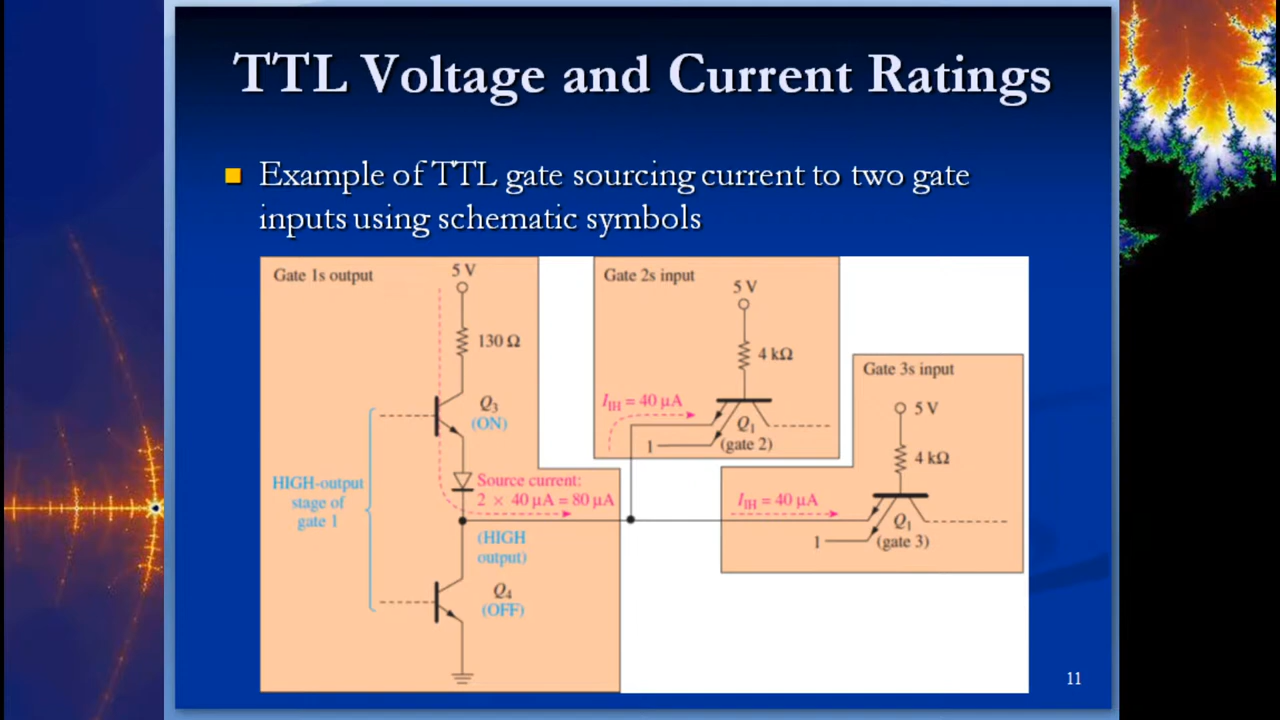 TTL Voltage and Current Ratings
Example of TTL gate sourcing current to two gate
inputs using schematic symbols
Gate 1s output
5 V
130 Ω
Q3
(ON)
HIGH-output
stage of
gate 1
Source current:
2 × 40 μA = 80 μA
(HIGH
output)
Q4
(OFF)
Gate 2s input
5 V
4 kΩ
IIH = 40 μA
Q1
1
(gate 2)
Gate 3s input
5 V
4 kΩ
IIH = 40 μA
Q1
1
(gate 3)
11